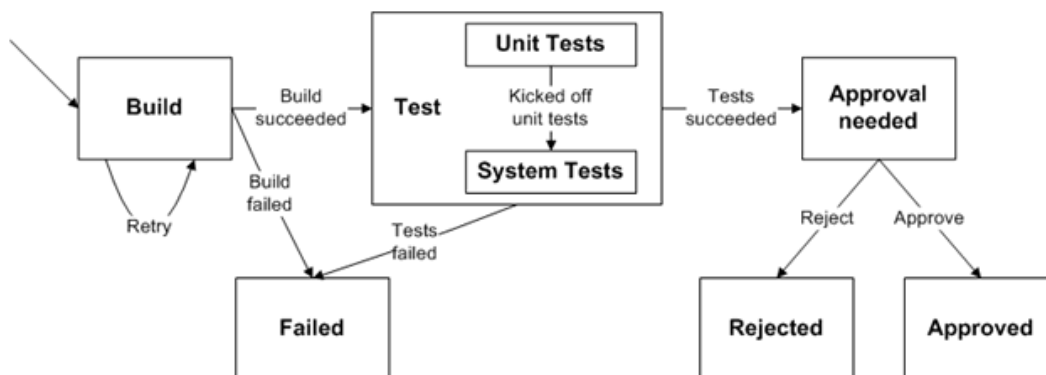 Unit Tests
Build
Build
succeeded
Test
Kicked off
unit tests
Tests
succeeded
Approval
needed
System Tests
Retry
Build
failed
Tests
failed
Reject
Approve
Failed
Rejected
Approved